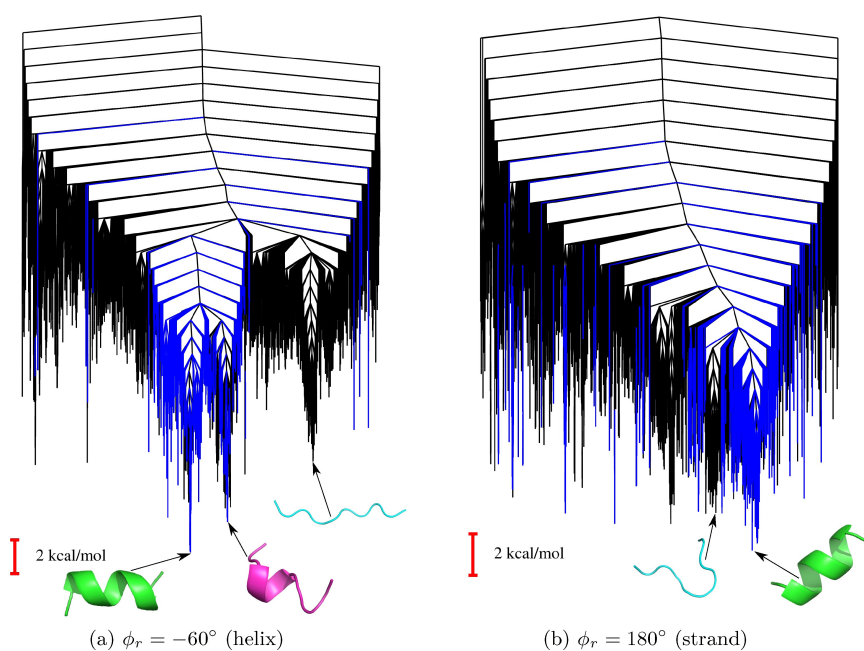 2 kcal/mol
2 kcal/mol
(a) ϕr = −60° (helix)
(b) ϕr = 180° (strand)